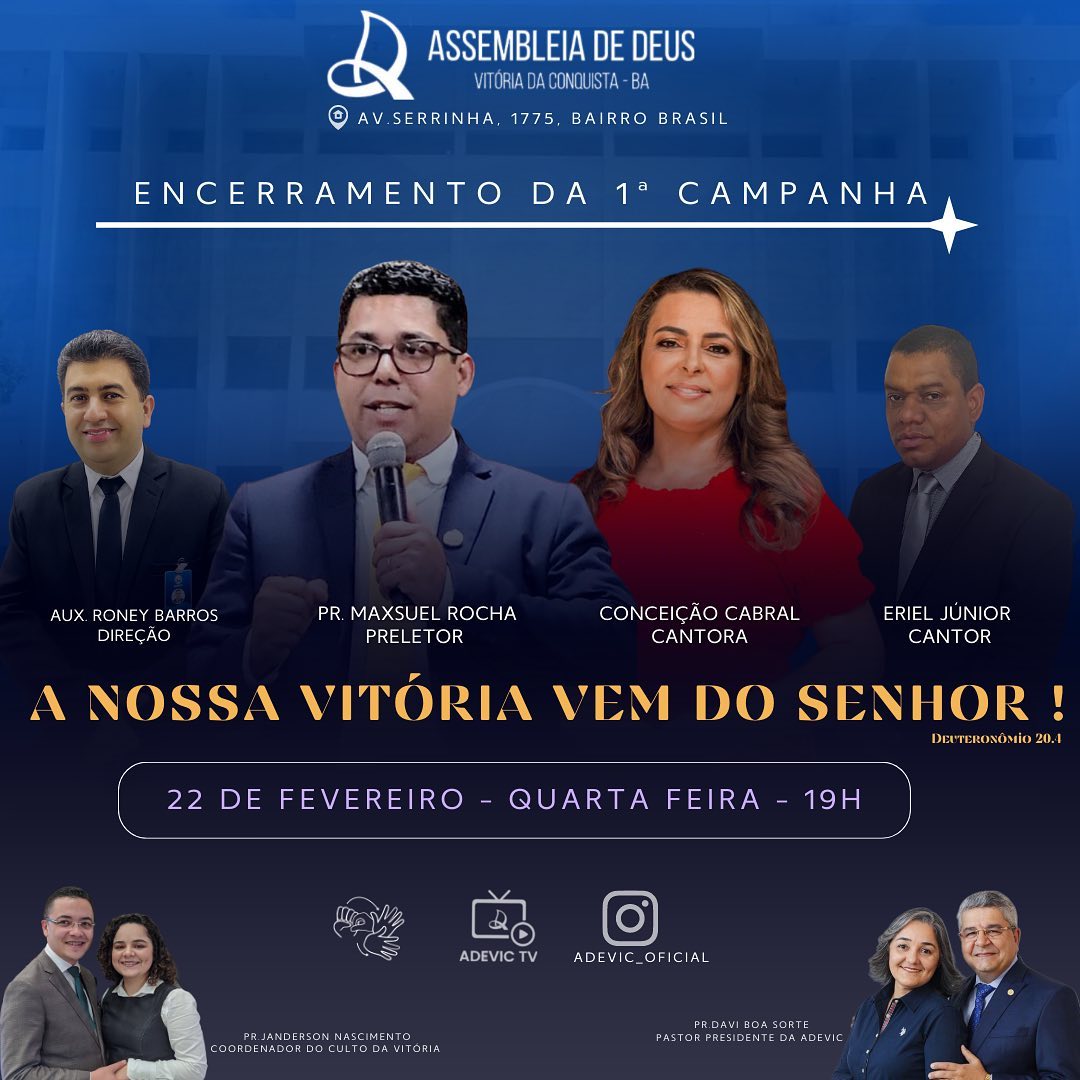 ASSEMBLEIA DE DEUS
VITÓRIA DA CONQUISTA - BA
AV.SERRINHA, 1775, BAIRRO BRASIL
ENCERRAMENTO DA 1ª CAMPANHA
AUX. RONEY BARROS
DIREÇÃO
PR. MAXSUEL ROCHA
PRELETOR
CONCEIÇÃO CABRAL
CANTORA
ERIEL JÚNIOR
CANTOR
A NOSSA VITÓRIA VEM DO SENHOR !
DEUTERONÔMIO 20.4
22 DE FEVEREIRO - QUARTA FEIRA - 19H
ADEVIC TV
ADEVIC_OFICIAL
PR.JANDERSON NASCIMENTO
COORDENADOR DO CULTO DA VITÓRIA
PR.DAVI BOA SORTE
PASTOR PRESIDENTE DA ADEVIC